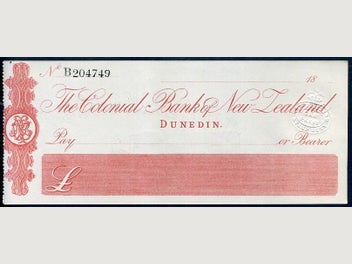 No. B204749
18
The Colonial Bank of New Zealand
DUNEDIN.
Pay or Bearer
£